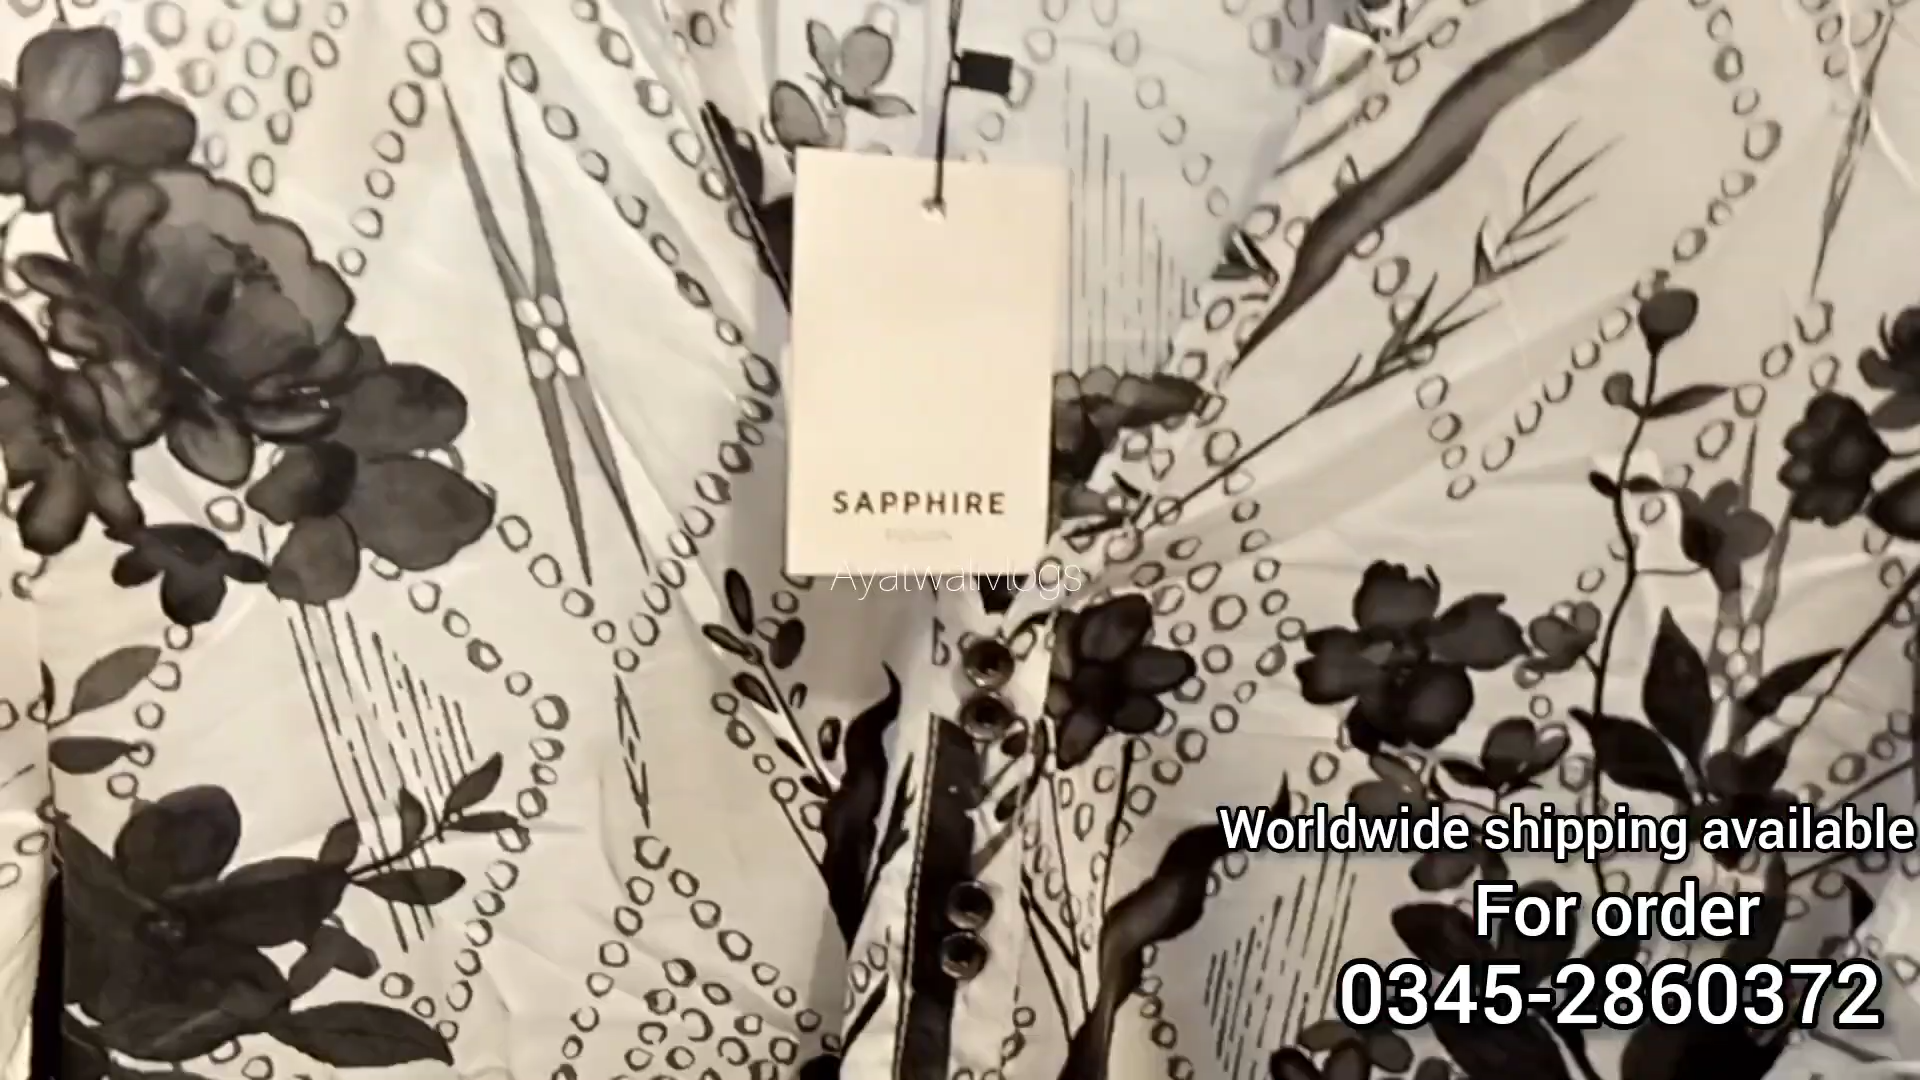 SAPPHIRE
Ayatwalivlogs
Worldwide shipping available
For order
0345-2860372